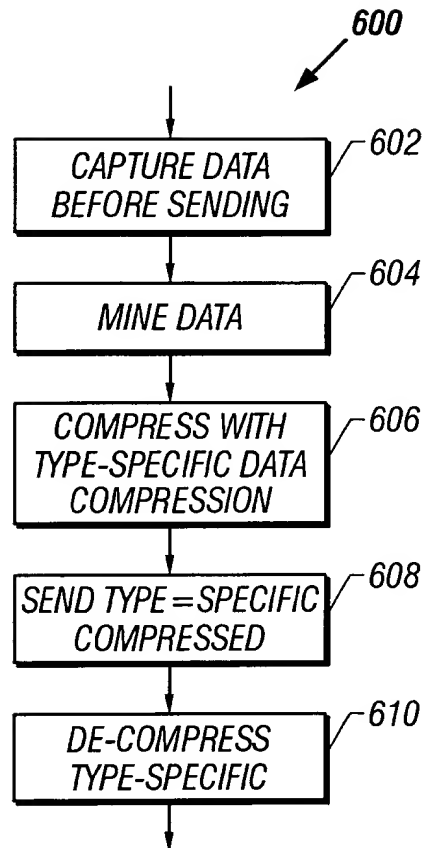 600
CAPTURE DATA
BEFORE SENDING
602
MINE DATA
604
COMPRESS WITH
TYPE-SPECIFIC DATA
COMPRESSION
606
SEND TYPE=SPECIFIC
COMPRESSED
608
DE-COMPRESS
TYPE-SPECIFIC
610